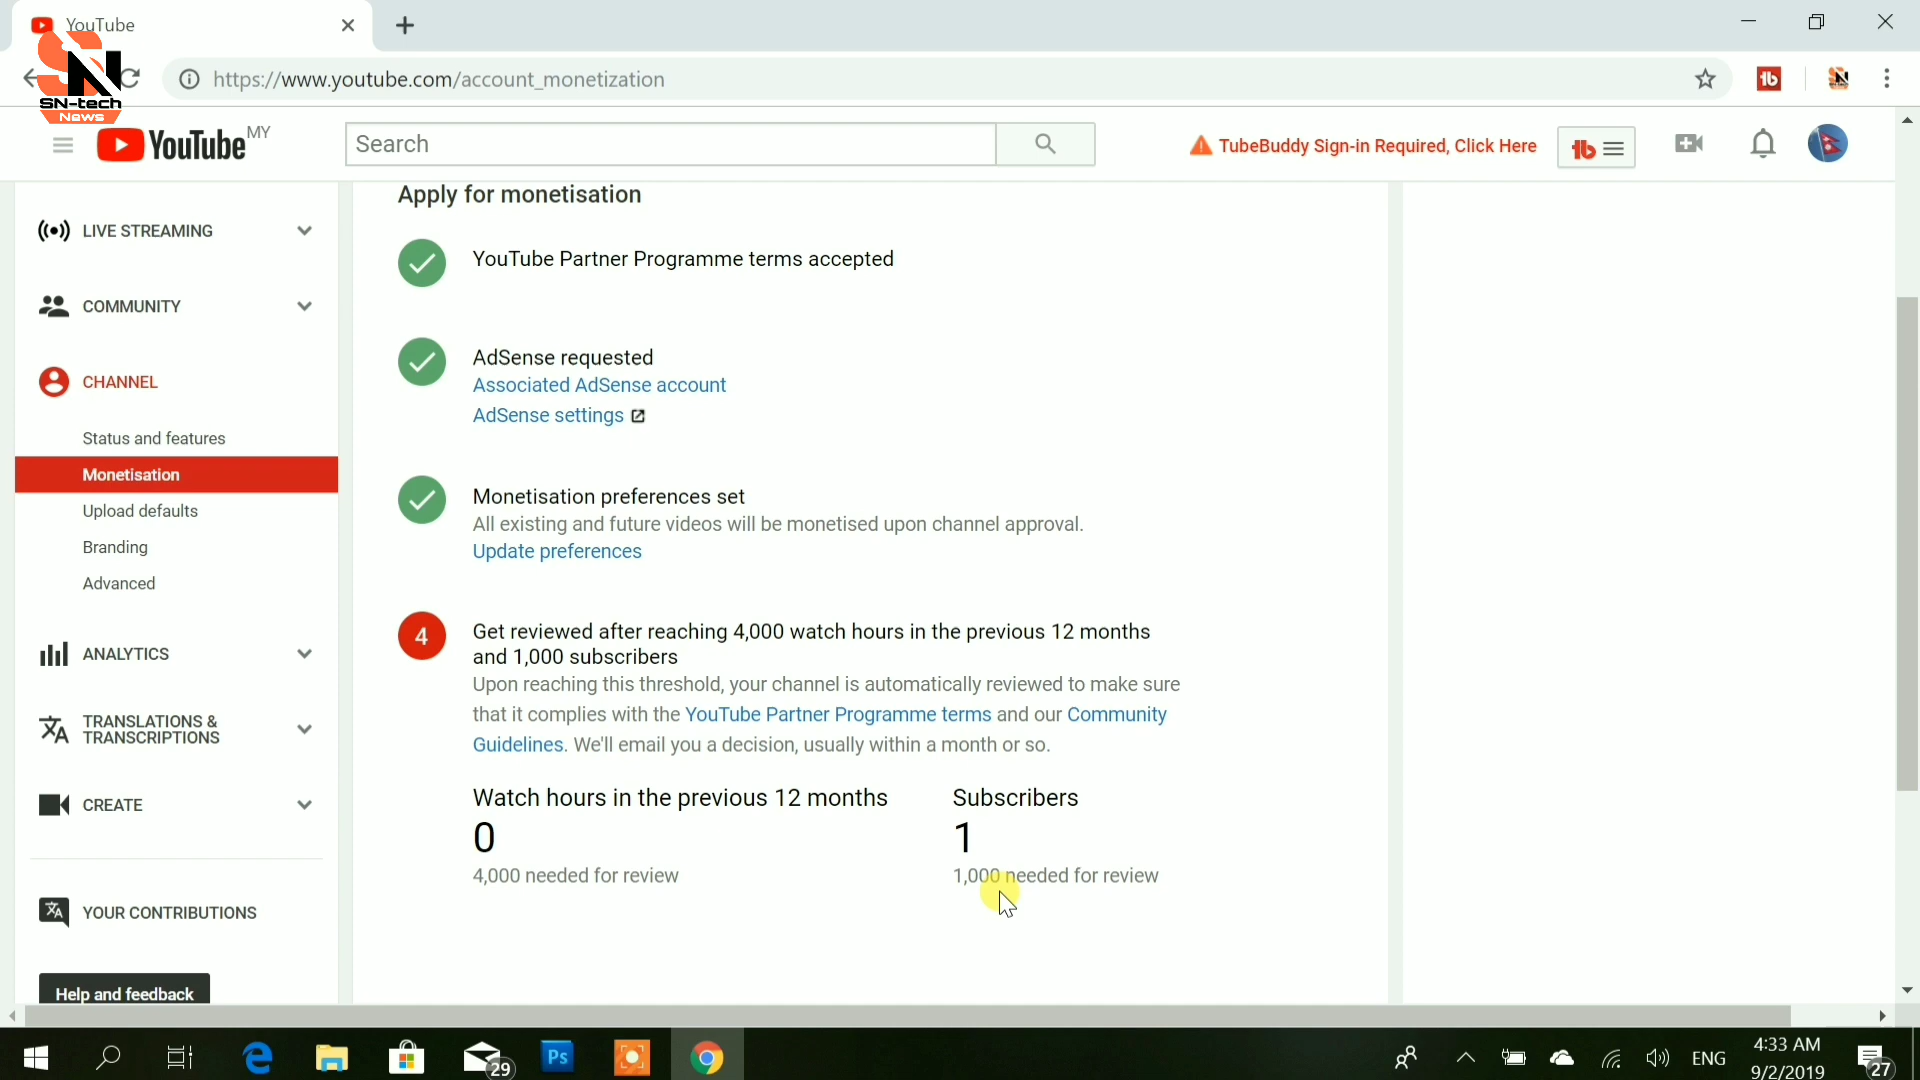 YouTube
https://www.youtube.com/account_monetization
SN
SN-tech
News
YouTube MY
Search
TubeBuddy Sign-in Required, Click Here
LIVE STREAMING
COMMUNITY
CHANNEL
Status and features
Monetisation
Upload defaults
Branding
Advanced
ANALYTICS
TRANSLATIONS &
TRANSCRIPTIONS
CREATE
YOUR CONTRIBUTIONS
Help and feedback
Apply for monetisation
YouTube Partner Programme terms accepted
AdSense requested
Associated AdSense account
AdSense settings
Monetisation preferences set
All existing and future videos will be monetised upon channel approval.
Update preferences
4
Get reviewed after reaching 4,000 watch hours in the previous 12 months
and 1,000 subscribers
Upon reaching this threshold, your channel is automatically reviewed to make sure
that it complies with the YouTube Partner Programme terms and our Community
Guidelines. We'll email you a decision, usually within a month or so.
Watch hours in the previous 12 months
0
4,000 needed for review
Subscribers
1
1,000 needed for review
29
Ps
ENG
4:33 AM
9/2/2019
27